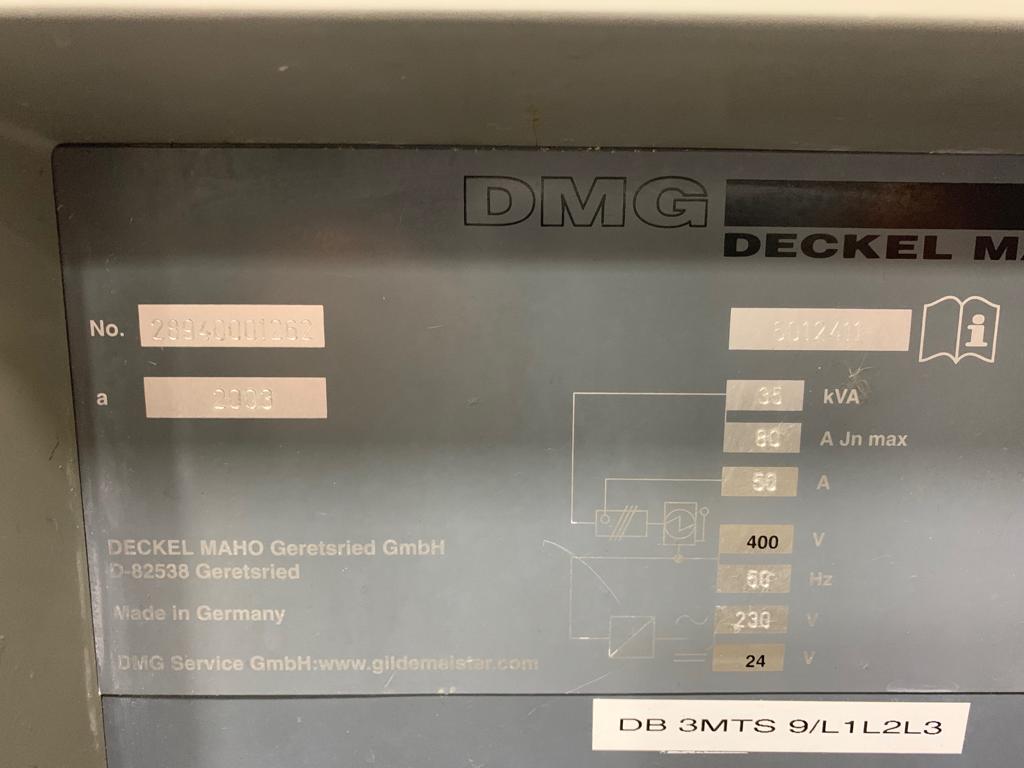 DMG
DECKEL MA
No. 28940001262
6012411
a 2003
35 kVA
80 A Jn max
50 A
400 V
50 Hz
230 V
24 V
DECKEL MAHO Geretsried GmbH
D-82538 Geretsried
Made in Germany
DMG Service GmbH:www.gildemeister.com
DB 3MTS 9/L1L2L3